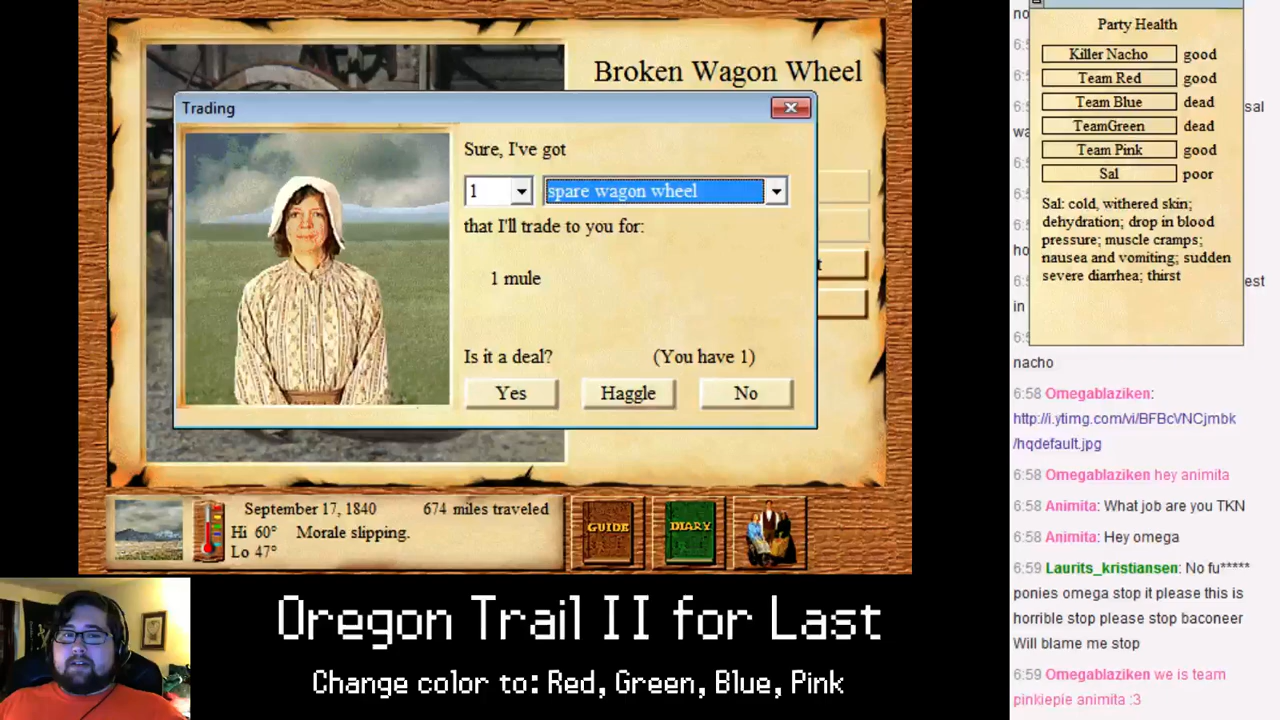 Broken Wagon Wheel
Trading
Sure, I've got
1 spare wagon wheel
that I'll trade to you for:
1 mule
Is it a deal? (You have 1)
Yes Haggle No
September 17, 1840 674 miles traveled
Hi 60° Morale slipping.
Lo 47°
GUIDE DIARY
Oregon Trail II for Last
Change color to: Red, Green, Blue, Pink
Party Health
Killer Nacho good
Team Red good
Team Blue dead
TeamGreen dead
Team Pink good
Sal poor
Sal: cold, withered skin;
dehydration; drop in blood
pressure; muscle cramps;
nausea and vomiting; sudden
severe diarrhea; thirst
nacho
6:58 Omegablaziken:
http://i.ytimg.com/vi/BFBcVNCjmbk
/hqdefault.jpg
6:58 Omegablaziken hey animita
6:58 Animita: What job are you TKN
6:58 Animita: Hey omega
6:59 Laurits_kristiansen: No fu*****
ponies omega stop it please this is
horrible stop please stop baconeer
Will blame me stop
6:59 Omegablaziken we is team
pinkiepie animita :3